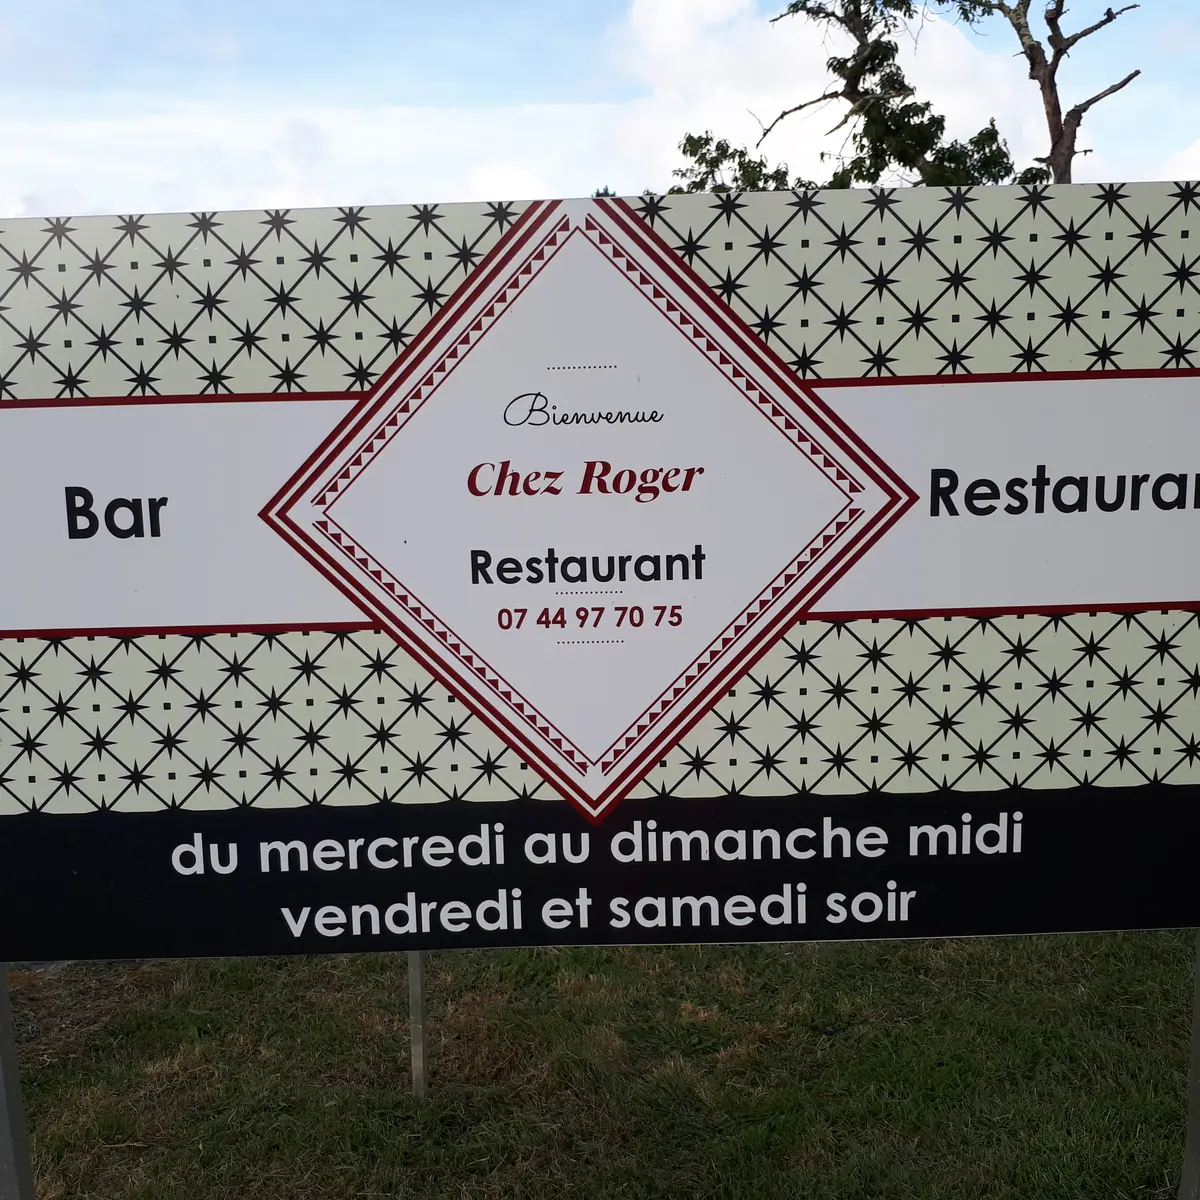 Bienvenue
Chez Roger
Bar
Restaurant
Restauran
07 44 97 70 75
du mercredi au dimanche midi
vendredi et samedi soir